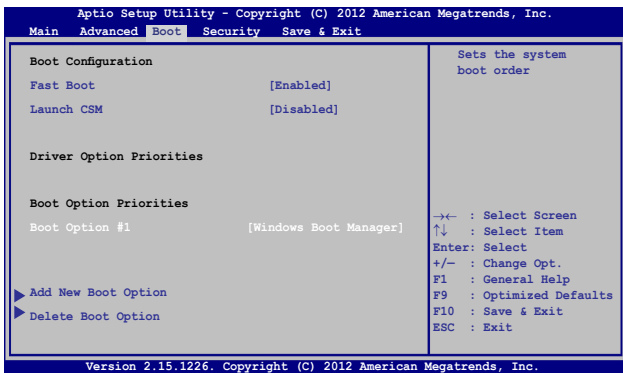 Aptio Setup Utility - Copyright (C) 2012 American Megatrends, Inc.
Main Advanced Boot Security Save & Exit
Boot Configuration
Fast Boot [Enabled]
Launch CSM [Disabled]
Driver Option Priorities
Boot Option Priorities
Boot Option #1 [Windows Boot Manager]
Add New Boot Option
Delete Boot Option
Sets the system
boot order
→← : Select Screen
↑↓ : Select Item
Enter: Select
+/— : Change Opt.
F1 : General Help
F9 : Optimized Defaults
F10 : Save & Exit
ESC : Exit
Version 2.15.1226. Copyright (C) 2012 American Megatrends, Inc.